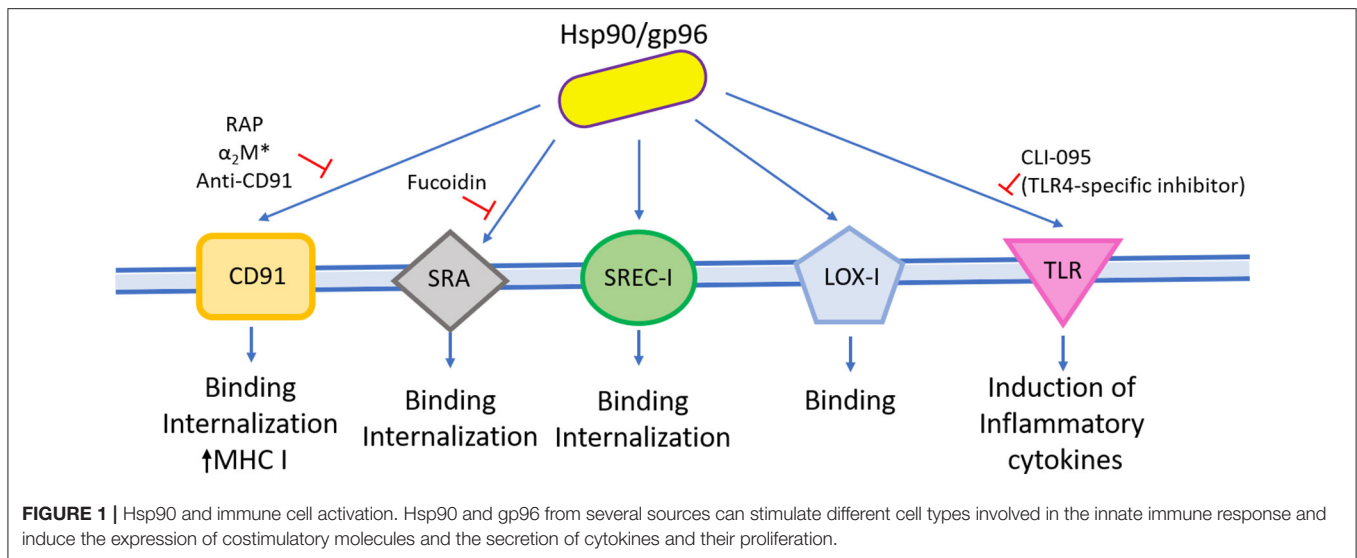 Hsp90/gp96
RAP
α₂M*
Anti-CD91
Fucoidin
CLI-095
(TLR4-specific inhibitor)
CD91
SRA
SREC-I
LOX-I
TLR
Binding
Internalization
↑MHC I
Binding
Internalization
Binding
Internalization
Binding
Induction of
Inflammatory
cytokines
FIGURE 1 | Hsp90 and immune cell activation. Hsp90 and gp96 from several sources can stimulate different cell types involved in the innate immune response and
induce the expression of costimulatory molecules and the secretion of cytokines and their proliferation.